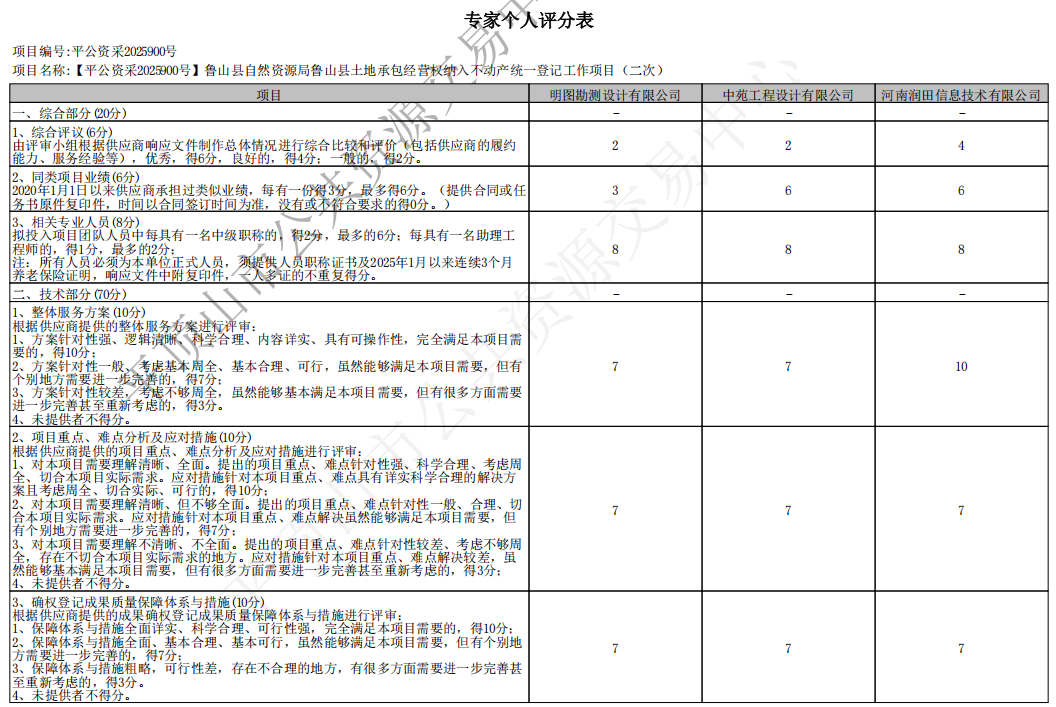 专家个人评分表
项目编号:平公资采2025900号
项目名称:【平公资采2025900号】鲁山县自然资源局鲁山县土地承包经营权纳入不动产统一登记工作项目（二次）
项目 明图勘测设计有限公司 中苑工程设计有限公司 河南润田信息技术有限公司
一、综合部分(20分) － － －
1、综合评议(6分)
由评审小组根据供应商响应文件制作总体情况进行综合比较和评价（包括供应商的履约
能力、服务经验等），优秀，得6分，良好的，得4分；一般的，得2分。
2 2 4
2、同类项目业绩(6分)
2020年1月1日以来供应商承担过类似业绩，每有一份得3分，最多得6分。（提供合同或任
务书原件复印件，时间以合同签订时间为准，没有或不符合要求的得0分。）
3 6 6
3、相关专业人员(8分)
拟投入项目团队人员中每具有一名中级职称的，得2分，最多的6分；每具有一名助理工
程师的，得1分，最多的2分；
注：所有人员必须为本单位正式人员，须提供人员职称证书及2025年1月以来连续3个月
养老保险证明，响应文件中附复印件，一人多证的不重复得分。
8 8 8
二、技术部分(70分) － － －
1、整体服务方案(10分)
根据供应商提供的整体服务方案进行评审:
1、方案针对性强、逻辑清晰、科学合理、内容详实、具有可操作性，完全满足本项目需
要的，得10分；
2、方案针对性一般、考虑基本周全、基本合理、可行，虽然能够满足本项目需要，但有
个别地方需要进一步完善的，得7分；
3、方案针对性较差，考虑不够周全，虽然能够基本满足本项目需要，但有很多方面需要
进一步完善甚至重新考虑的，得3分。
4、未提供者不得分。
7 7 10
2、项目重点、难点分析及应对措施(10分)
根据供应商提供的项目重点、难点分析及应对措施进行评审:
1、对本项目需要理解清晰、全面。提出的项目重点、难点针对性强、科学合理、考虑周
全、切合本项目实际需求。应对措施针对本项目重点、难点具有详实科学合理的解决方
案且考虑周全、切合实际、可行的，得10分；
2、对本项目需要理解清晰、但不够全面。提出的项目重点、难点针对性一般、合理、切
合本项目实际需求。应对措施针对本项目重点、难点解决虽然能够满足本项目需要，但
有个别地方需要进一步完善的，得7分；
3、对本项目需要理解不清晰、不全面。提出的项目重点、难点针对性较差、考虑不够周
全，存在不切合本项目实际需求的地方。应对措施针对本项目重点、难点解决较差，虽
然能够基本满足本项目需要，但有很多方面需要进一步完善甚至重新考虑的，得3分；
4、未提供者不得分。
7 7 7
3、确权登记成果质量保障体系与措施(10分)
根据供应商提供的成果确权登记成果质量保障体系与措施进行评审:
1、保障体系与措施全面详实、科学合理、可行性强，完全满足本项目需要的，得10分；
2、保障体系与措施全面、基本合理、基本可行，虽然能够满足本项目需要，但有个别地
方需要进一步完善的，得7分；
3、保障体系与措施粗略，可行性差，存在不合理的地方，有很多方面需要进一步完善甚
至重新考虑的，得3分。
4、未提供者不得分。
7 7 7
平顶山市公共资源交易中
平顶山市公共资源交易中心